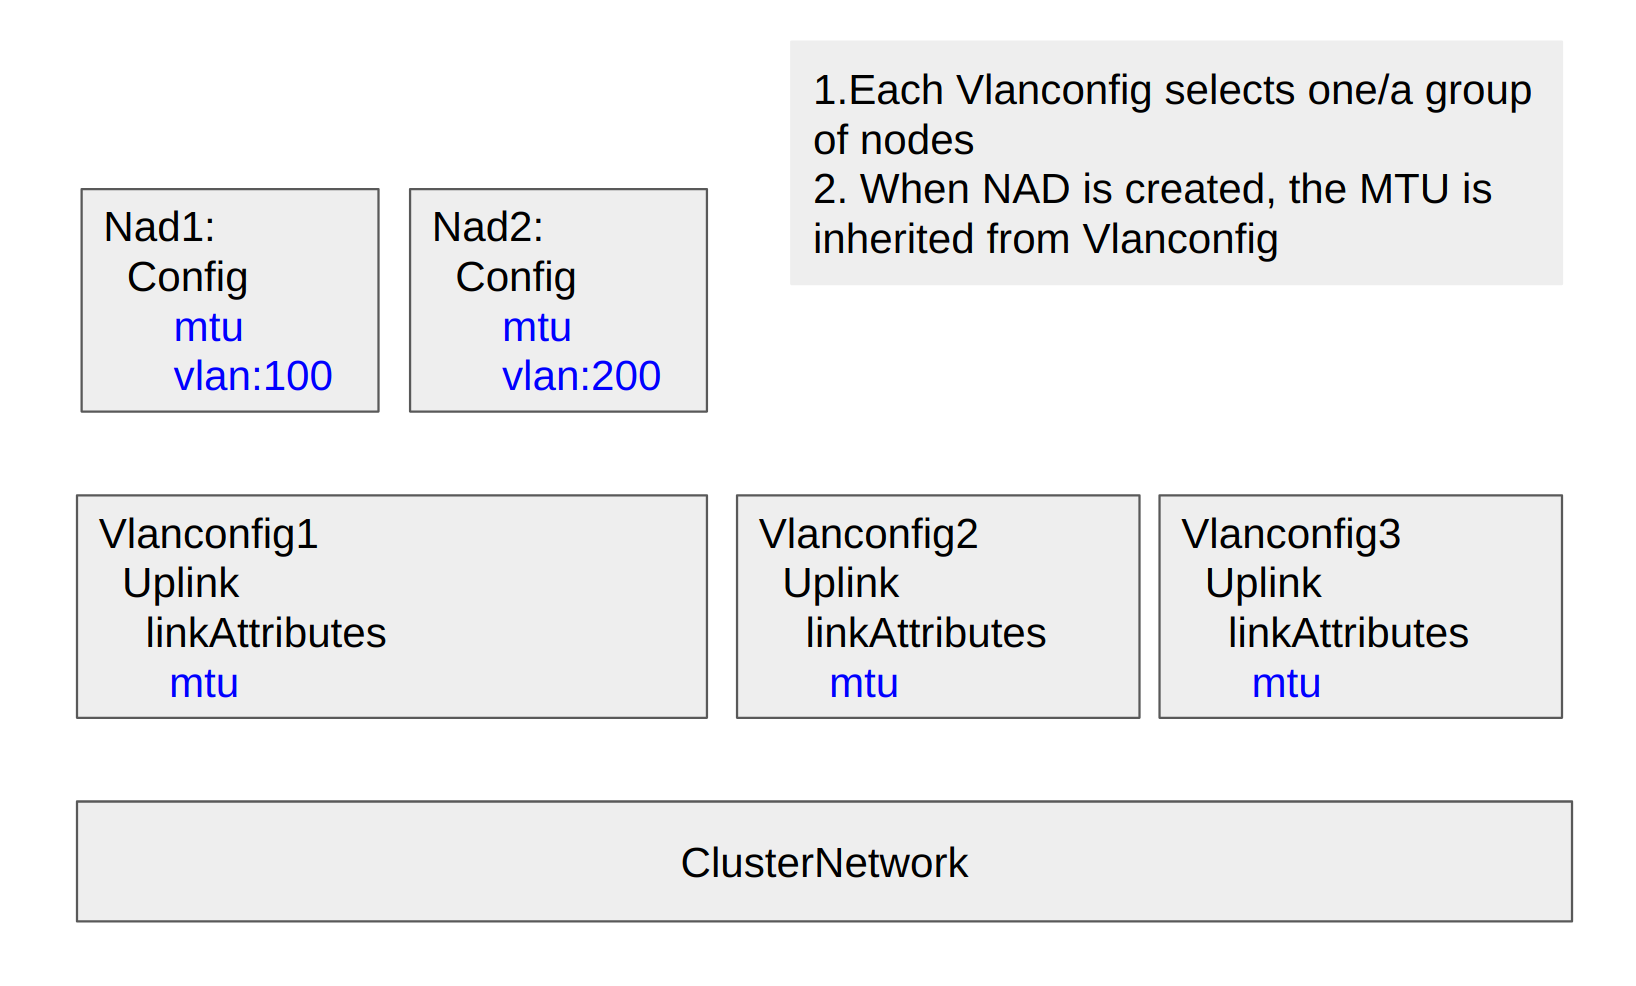 1.Each Vlanconfig selects one/a group
of nodes
2. When NAD is created, the MTU is
inherited from Vlanconfig
Nad1:
Config
mtu
vlan:100
Nad2:
Config
mtu
vlan:200
Vlanconfig1
Uplink
linkAttributes
mtu
Vlanconfig2
Uplink
linkAttributes
mtu
Vlanconfig3
Uplink
linkAttributes
mtu
ClusterNetwork